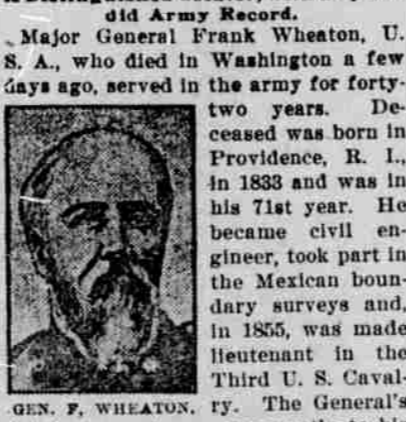 did Army Record.
Major General Frank Wheaton, U.
S. A., who died in Washington a few
days ago, served in the army for forty-
two years. De-
ceased was born in
Providence, R. I.,
in 1833 and was in
his 71st year. He
became civil en-
gineer, took part in
the Mexican boun-
dary surveys and,
in 1855, was made
lieutenant in the
Third U. S. Caval-
GEN. F. WHEATON. ry. The General's